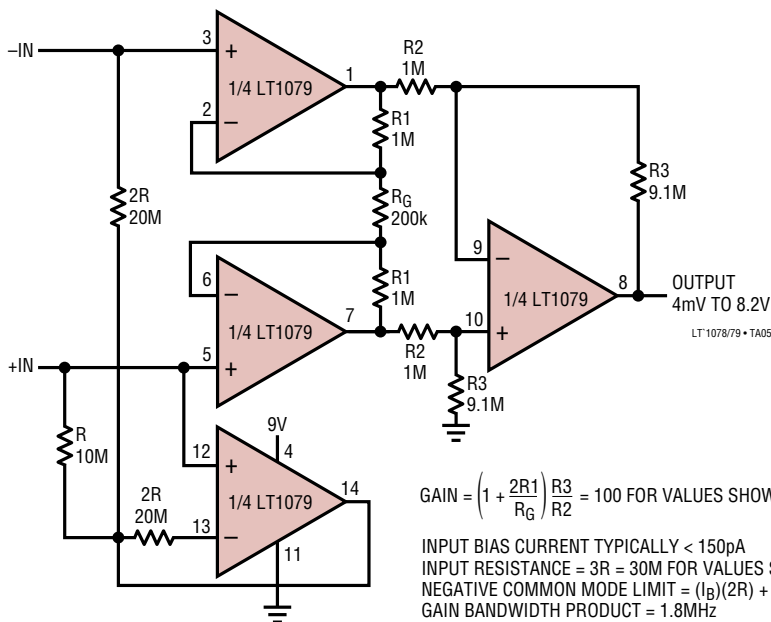 –IN
3
+
1/4 LT1079
2
–
1
R2
1M
R1
1M
RG
200k
R3
9.1M
2R
20M
6
–
1/4 LT1079
5
+
7
R1
1M
R2
1M
9
–
1/4 LT1079
10
+
8
OUTPUT
4mV TO 8.2V
LT1078/79 • TA05
R3
9.1M
+IN
R
10M
2R
20M
12
+
9V
4
1/4 LT1079
13
–
14
11
GAIN = (1 + 2R1/RG) R3/R2 = 100 FOR VALUES
INPUT BIAS CURRENT TYPICALLY < 150pA
INPUT RESISTANCE = 3R = 30M FOR VALUES
NEGATIVE COMMON MODE LIMIT = (IB)(2R) +
GAIN BANDWIDTH PRODUCT = 1.8MHz